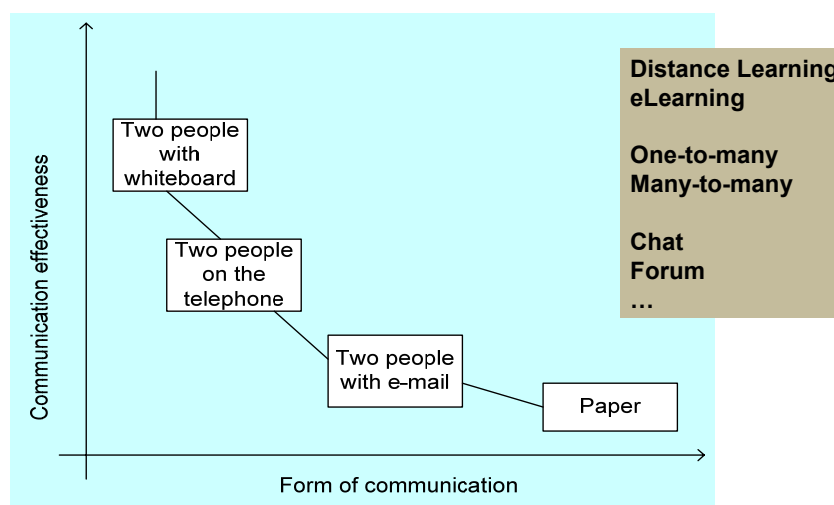 Communication effectiveness
Two people
with
whiteboard
Two people
on the
telephone
Two people
with e-mail
Paper
Form of communication
Distance Learning
eLearning
One-to-many
Many-to-many
Chat
Forum
…